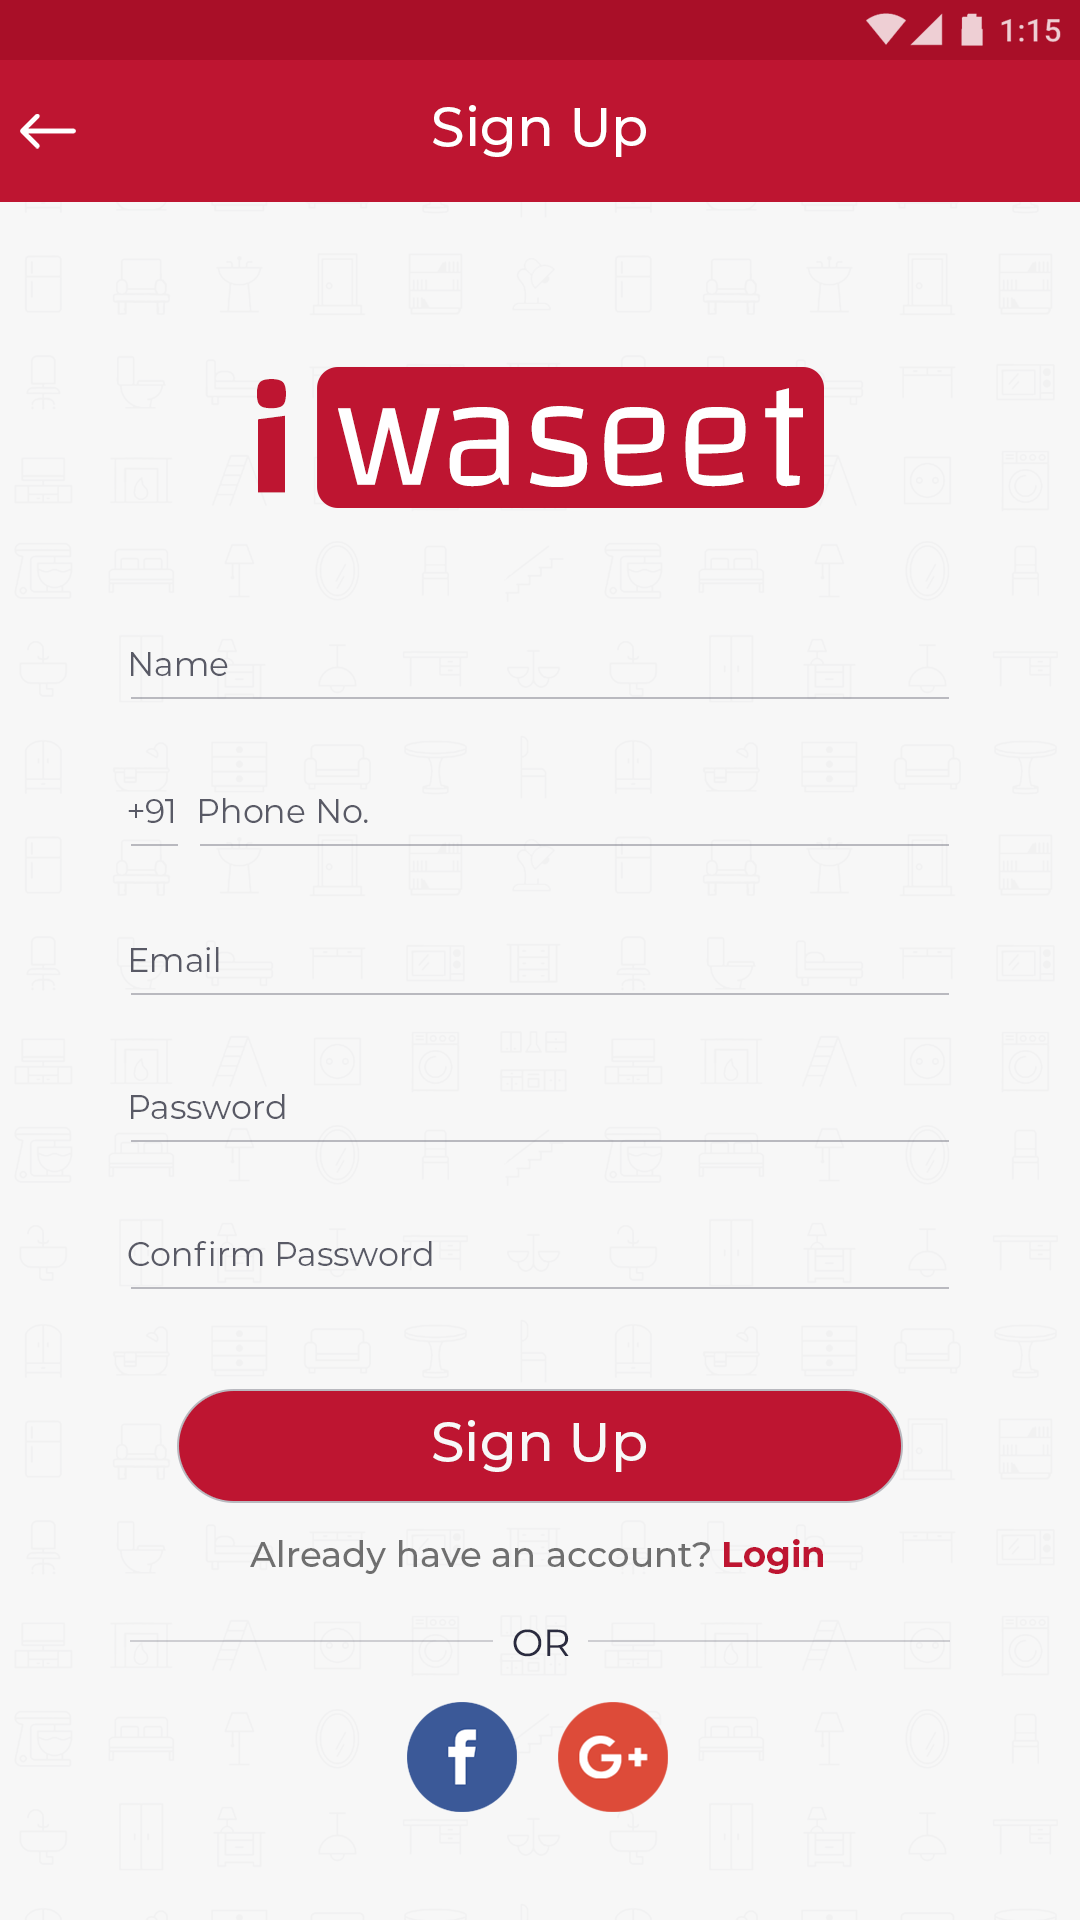 1:15
Sign Up
i waseet
Name
+91 Phone No.
Email
Password
Confirm Password
Sign Up
Already have an account? Login
OR
f G+